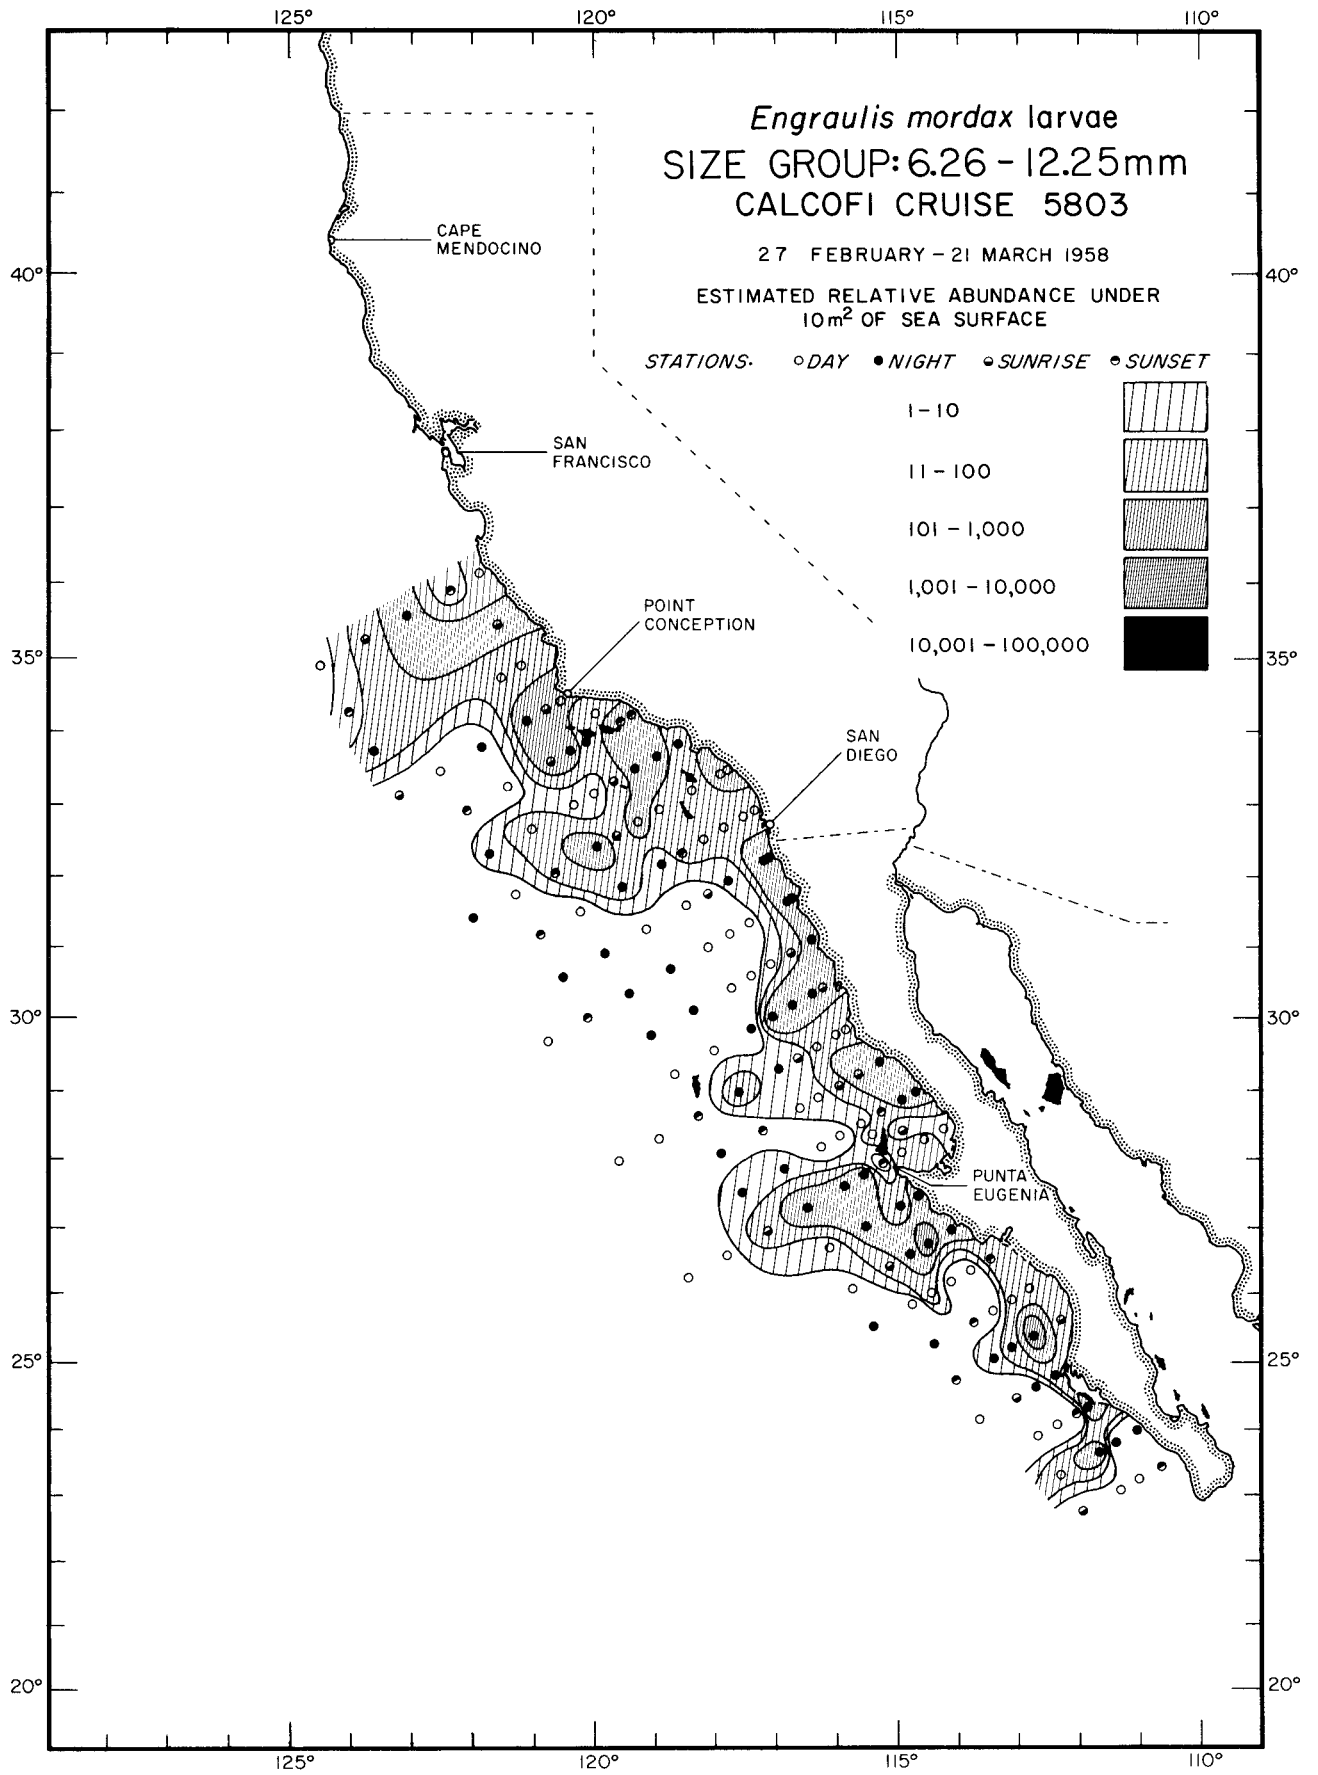 125°
120°
115°
110°
Engraulis mordax larvae
SIZE GROUP: 6.26-12.25mm
CALCOFI CRUISE 5803
27 FEBRUARY-21 MARCH 1958
ESTIMATED RELATIVE ABUNDANCE UNDER
10m² OF SEA SURFACE
STATIONS· DAY NIGHT SUNRISE SUNSET
1-10
11-100
101-1,000
1,001-10,000
10,001-100,000
CAPE
MENDOCINO
40°
40°
SAN
FRANCISCO
POINT
CONCEPTION
35°
35°
SAN
DIEGO
30°
30°
PUNTA
EUGENIA
25°
25°
20°
20°
125°
120°
115°
110°